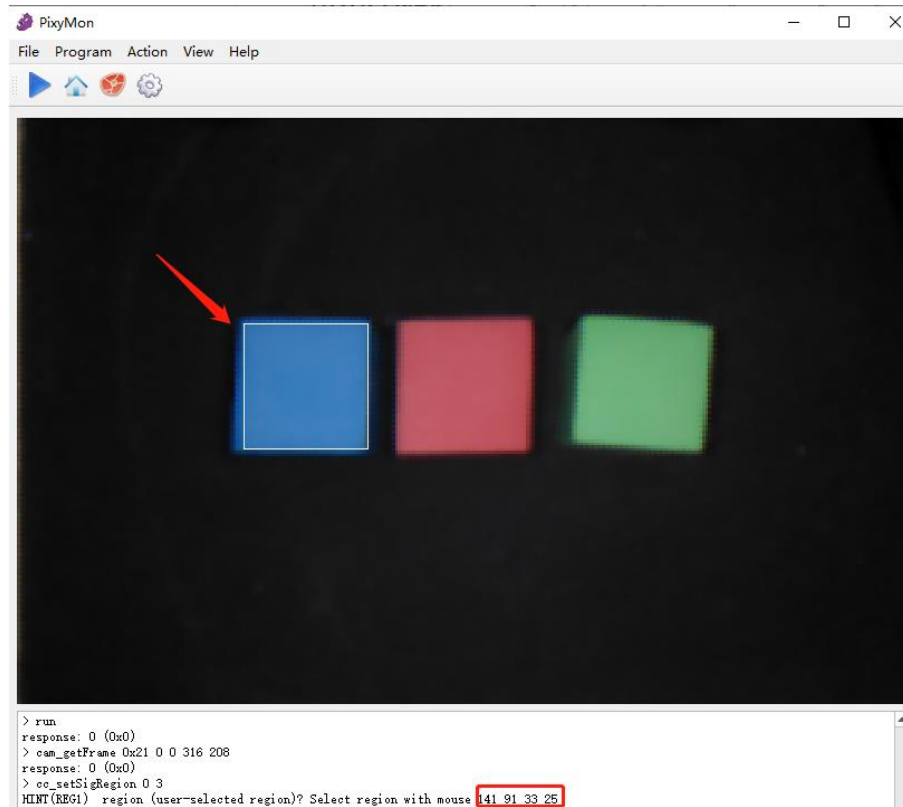 PixyMon
File Program Action View Help
> run
response: 0 (0x0)
> cam_getFrame 0x21 0 0 316 208
response: 0 (0x0)
> cc_setSigRegion 0 3
HINT(REG1) region (user-selected region)? Select region with mouse 141 91 33 25